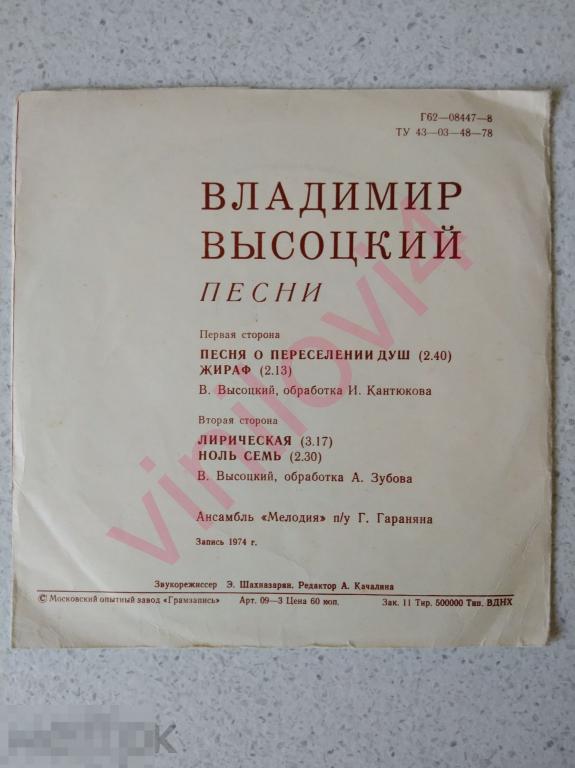 Г62—08447—8
ТУ 43—03—48—78
ВЛАДИМИР
ВЫСОЦКИЙ
ПЕСНИ
Первая сторона
ПЕСНЯ О ПЕРЕСЕЛЕНИИ ДУШ (2.40)
ЖИРАФ (2.13)
В. Высоцкий, обработка И. Кантюкова
Вторая сторона
ЛИРИЧЕСКАЯ (3.17)
НОЛЬ СЕМЬ (2.30)
В. Высоцкий, обработка А. Зубова
Ансамбль «Мелодия» п/у Г. Гараняна
Запись 1974 г.
Звукорежиссер Э. Шахназарян. Редактор А. Качалина
© Московский опытный завод «Грамзапись» Арт. 09—3 Цена 60 коп. Зак. 11 Тир. 500000 Тип. ВДНХ
vinilovi4